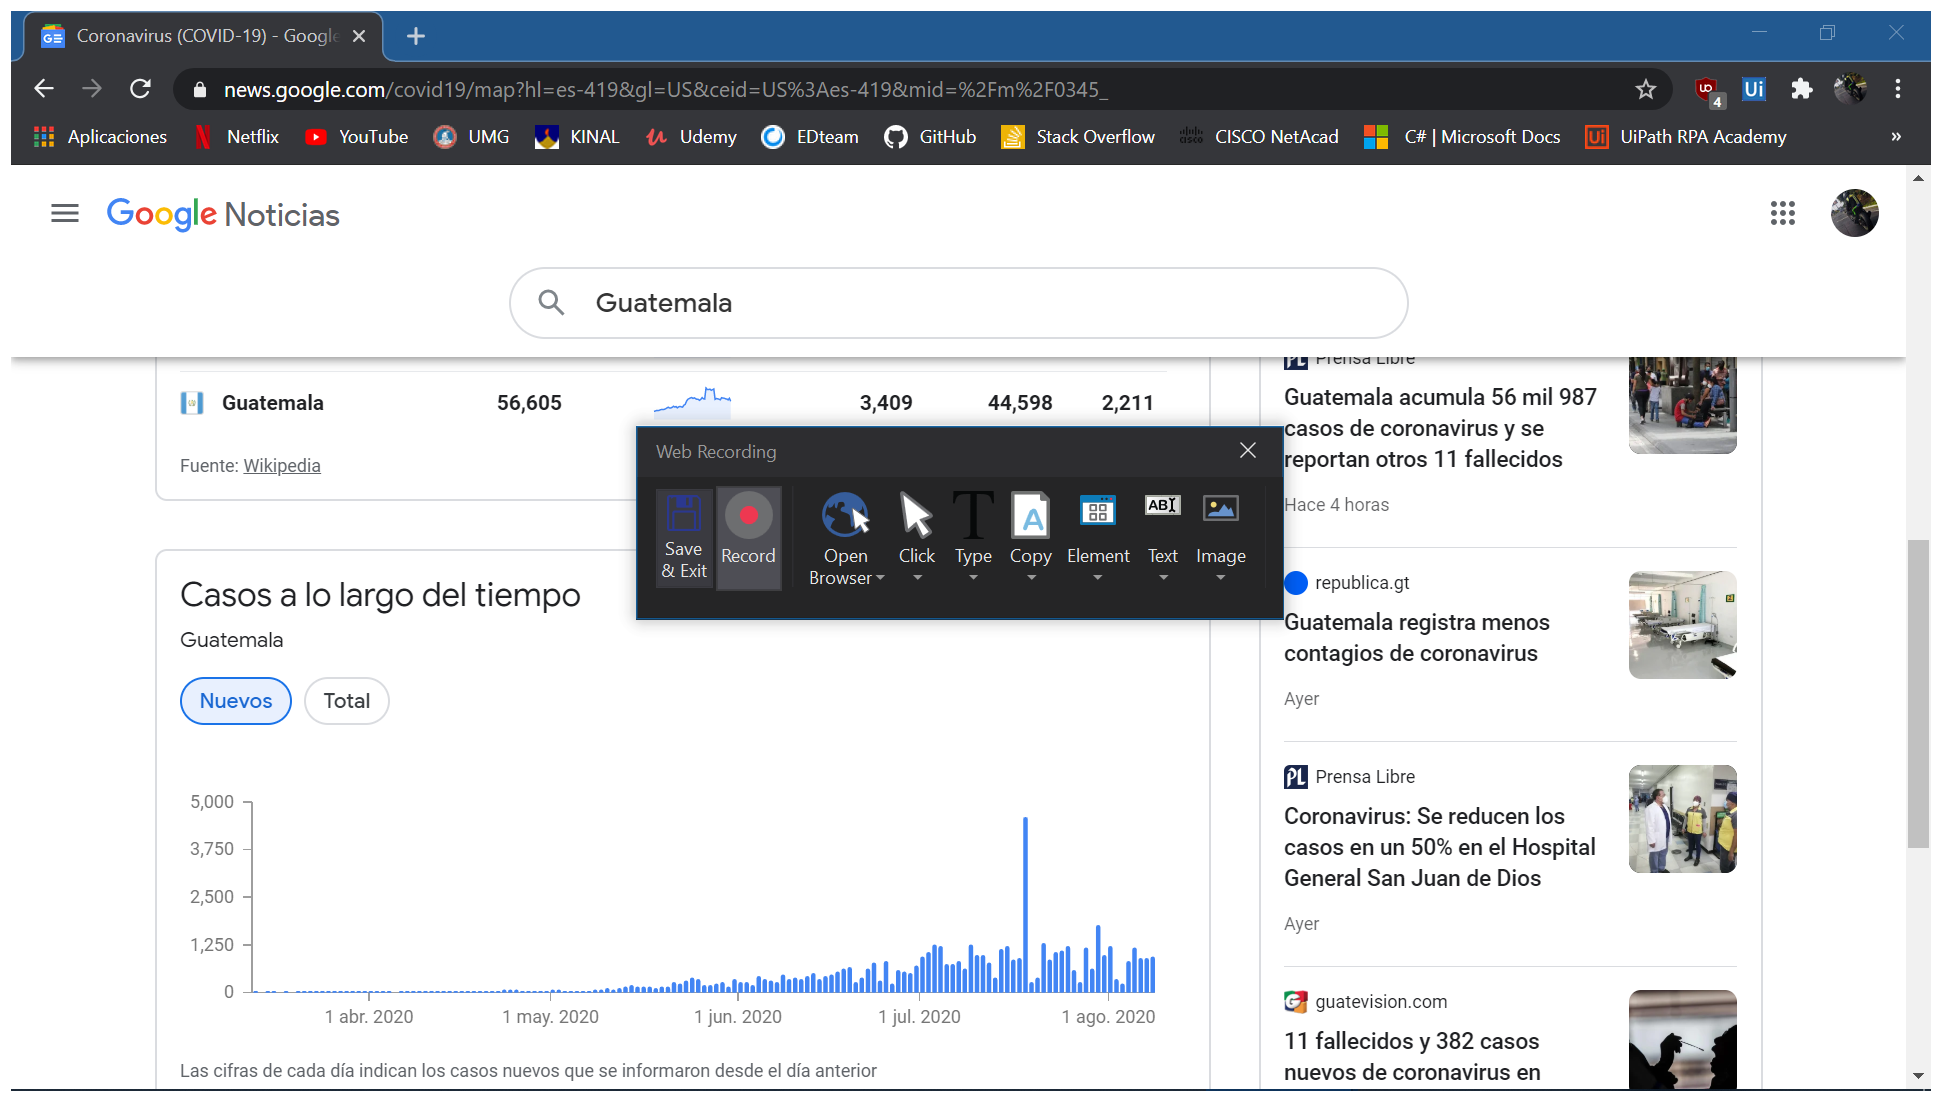 Coronavirus (COVID-19) - Google
news.google.com/covid19/map?hl=es-419&gl=US&ceid=US%3Aes-419&mid=%2Fm%2F0345_
4
Ui
Aplicaciones Netflix YouTube UMG KINAL Udemy EDteam GitHub Stack Overflow CISCO NetAcad C# | Microsoft Docs UiPath RPA Academy »
Google Noticias
Guatemala
Guatemala 56,605 3,409 44,598 2,211
Fuente: Wikipedia
Web Recording
Save & Exit
Record
Open Browser
Click
Type
Copy
Element
Text
Image
Casos a lo largo del tiempo
Guatemala
Nuevos Total
5,000
3,750
2,500
1,250
0
1 abr. 2020 1 may. 2020 1 jun. 2020 1 jul. 2020 1 ago. 2020
Las cifras de cada día indican los casos nuevos que se informaron desde el día anterior
Prensa Libre
Guatemala acumula 56 mil 987
casos de coronavirus y se
reportan otros 11 fallecidos
Hace 4 horas
republica.gt
Guatemala registra menos
contagios de coronavirus
Ayer
PL Prensa Libre
Coronavirus: Se reducen los
casos en un 50% en el Hospital
General San Juan de Dios
Ayer
guatevision.com
11 fallecidos y 382 casos
nuevos de coronavirus en